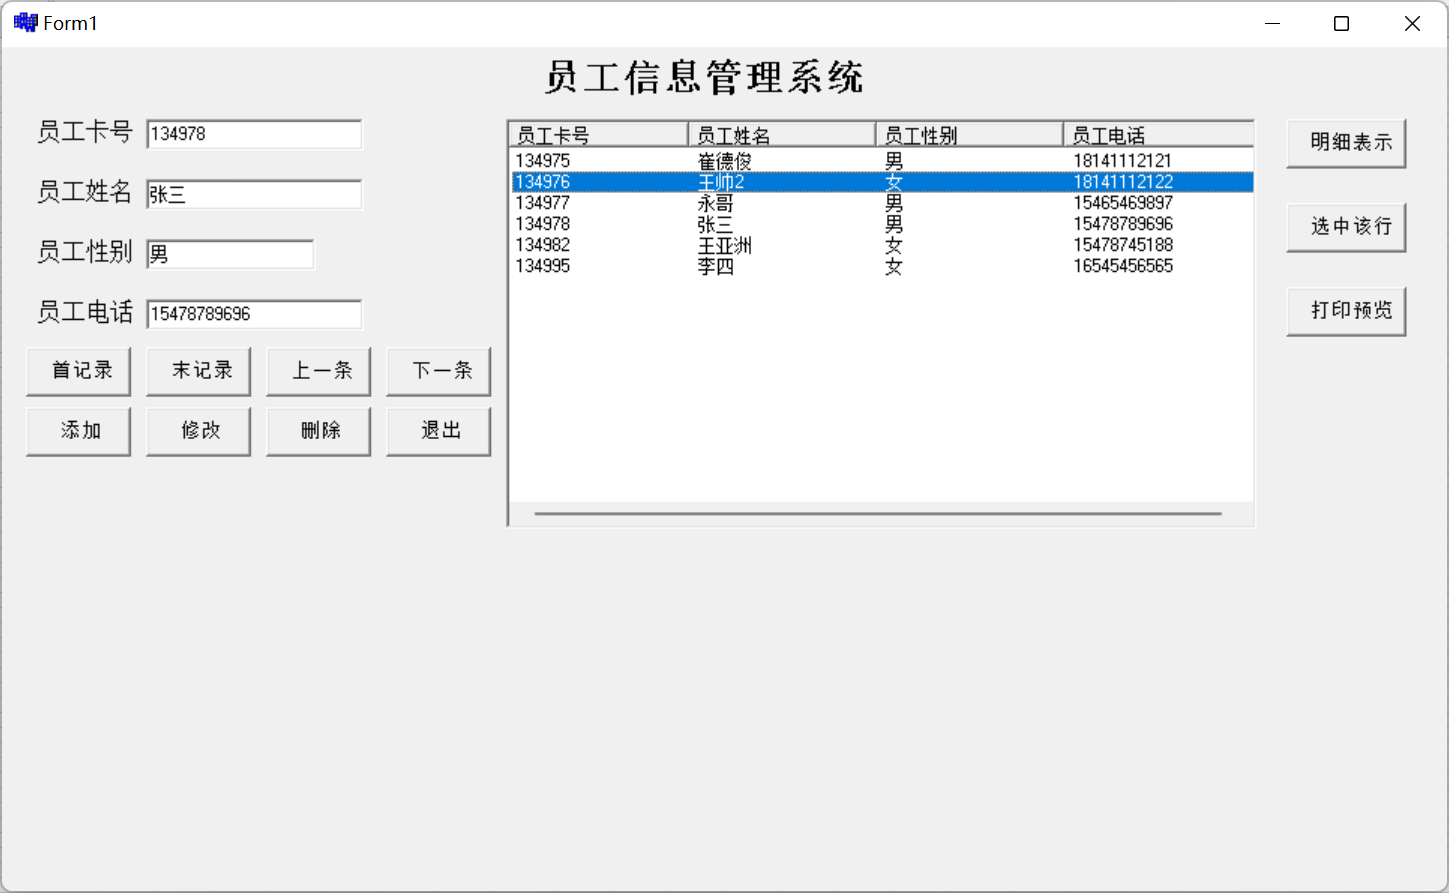 Form1
员工信息管理系统
员工卡号 134978
员工姓名 张三
员工性别 男
员工电话 15478789696
首记录 末记录 上一条 下一条
添加 修改 删除 退出
员工卡号 员工姓名 员工性别 员工电话
134975 崔德俊 男 18141112121
134976 王帅2 女 18141112122
134977 永哥 男 15465469897
134978 张三 男 15478789696
134982 王亚洲 女 15478745188
134995 李四 女 16545456565
明细表示
选中该行
打印预览